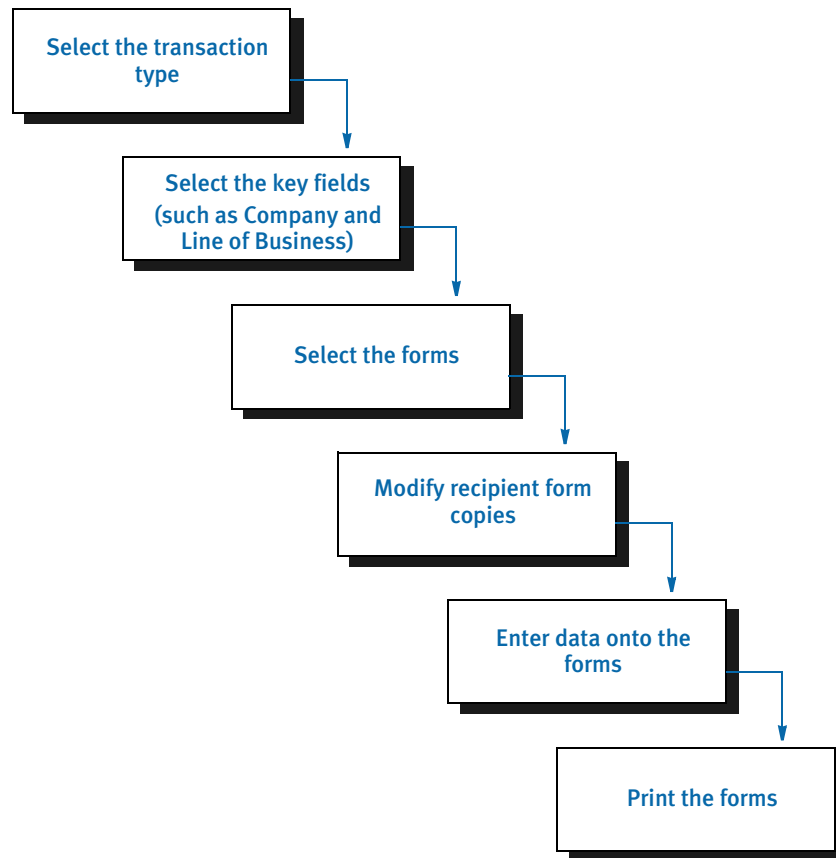 Select the transaction
type
Select the key fields
(such as Company and
Line of Business)
Select the forms
Modify recipient form
copies
Enter data onto the
forms
Print the forms